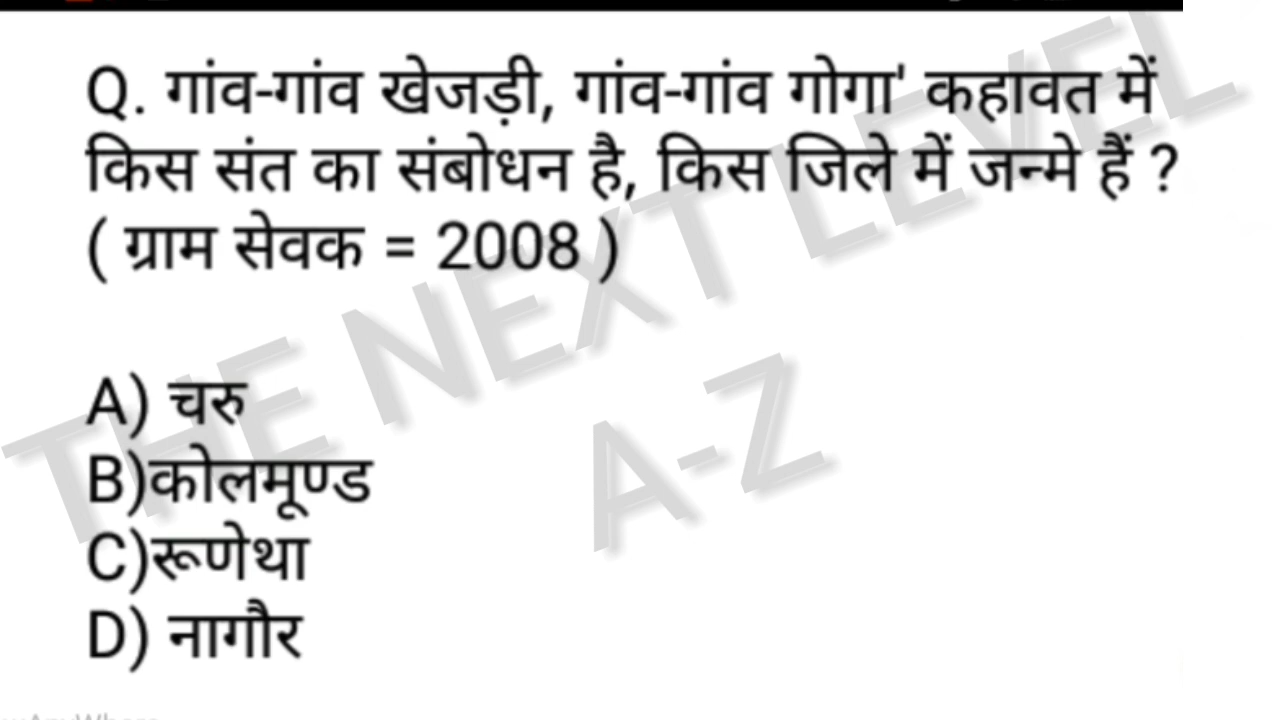 Q. गांव-गांव खेजड़ी, गांव-गांव गोगा' कहावत में
किस संत का संबोधन है, किस जिले में जन्मे हैं ?
( ग्राम सेवक = 2008 )
A) चरु
B)कोलमूण्ड
C)रूणेथा
D) नागौर
THE NEXT LEVEL
A-Z